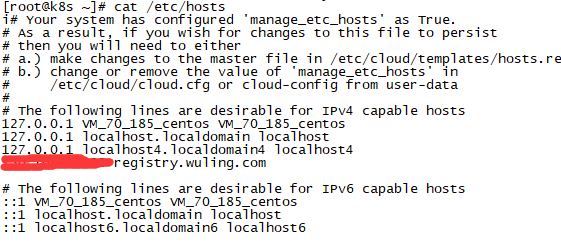 [root@k8s ~]# cat /etc/hosts
i# Your system has configured 'manage_etc_hosts' as True.
# As a result, if you wish for changes to this file to persist
# then you will need to either
# a.) make changes to the master file in /etc/cloud/templates/hosts.re
# b.) change or remove the value of 'manage_etc_hosts' in
#     /etc/cloud/cloud.cfg or cloud-config from user-data
#
# The following lines are desirable for IPv4 capable hosts
127.0.0.1 VM_70_185_centos VM_70_185_centos
127.0.0.1 localhost.localdomain localhost
127.0.0.1 localhost4.localdomain4 localhost4
registry.wuling.com
# The following lines are desirable for IPv6 capable hosts
::1 VM_70_185_centos VM_70_185_centos
::1 localhost.localdomain localhost
::1 localhost6.localdomain6 localhost6